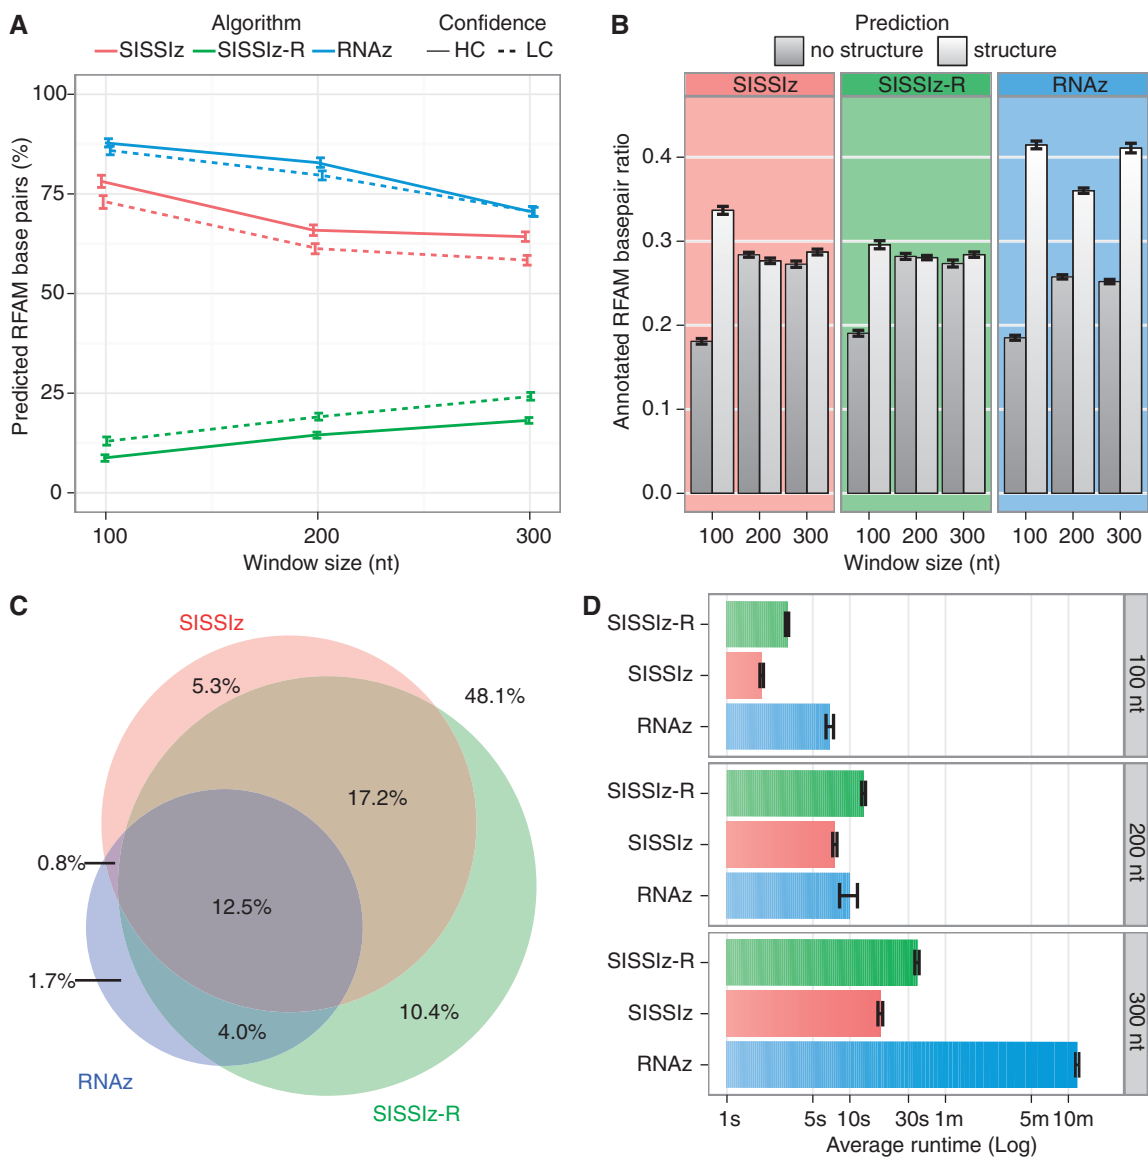 A
Algorithm
Confidence
SISSIz
SISSIz-R
RNAz
HC
LC
Predicted RFAM base pairs (%)
100
75
50
25
0
100
200
300
Window size (nt)
B
Prediction
no structure
structure
SISSIz
SISSIz-R
RNAz
Annotated RFAM basepair ratio
0.4
0.3
0.2
0.1
0.0
100 200 300
100 200 300
100 200 300
Window size (nt)
C
SISSIz
5.3%
48.1%
17.2%
0.8%
12.5%
1.7%
10.4%
4.0%
RNAz
SISSIz-R
D
SISSIz-R
SISSIz
RNAz
100 nt
SISSIz-R
SISSIz
RNAz
200 nt
SISSIz-R
SISSIz
RNAz
300 nt
1s
5s
10s
30s
1m
5m
10m
Average runtime (Log)